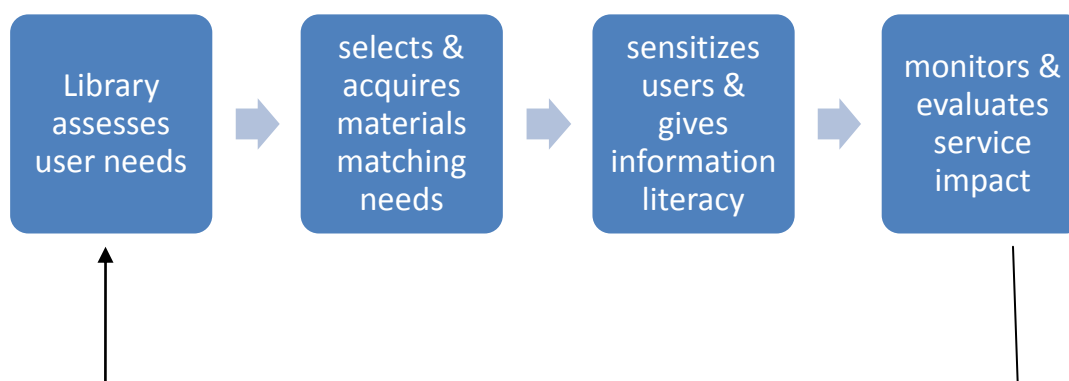 Library
assesses
user needs
selects &
acquires
materials
matching
needs
sensitizes
users &
gives
information
literacy
monitors &
evaluates
service
impact